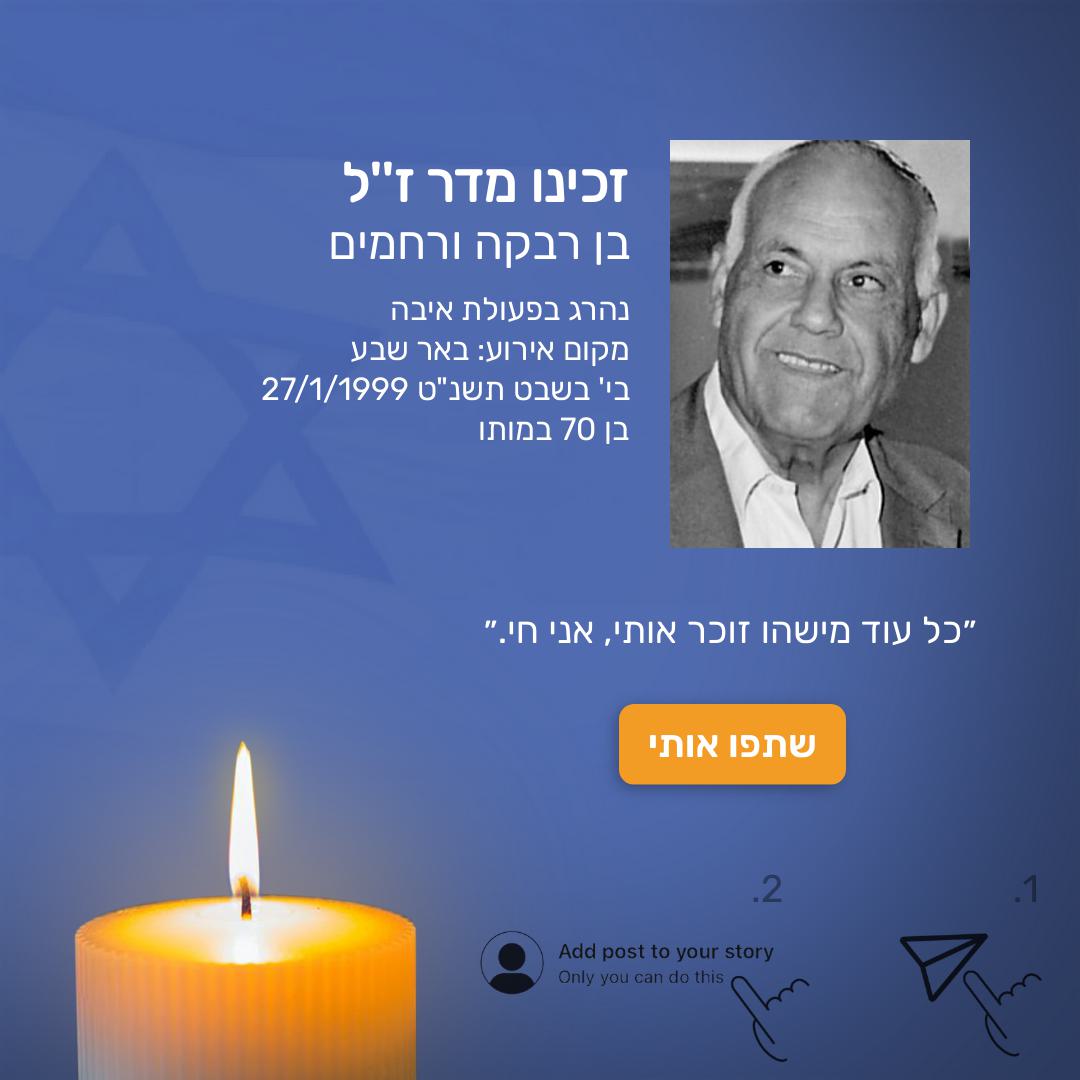 זכינו מדר ז"ל
בן רבקה ורחמים
נהרג בפעולת איבה
מקום אירוע: באר שבע
בי' בשבט תשנ"ט 27/1/1999
בן 70 במותו
״כל עוד מישהו זוכר אותי, אני חי.״
שתפו אותי
1.
2.
Add post to your story
Only you can do this